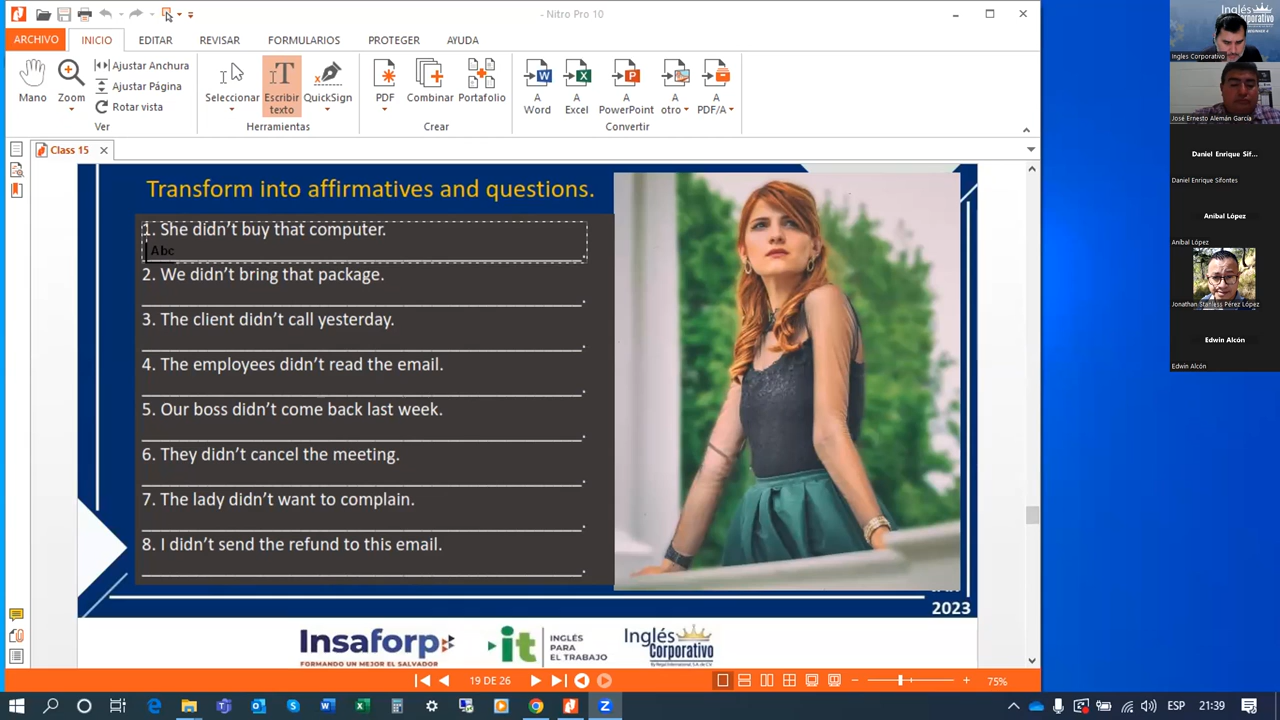 - Nitro Pro 10
ARCHIVO INICIO EDITAR REVISAR FORMULARIOS PROTEGER AYUDA
Mano
Zoom
Ajustar Anchura
Ajustar Página
Rotar vista
Ver
Seleccionar
Escribir texto
QuickSign
Herramientas
PDF
Combinar
Portafolio
Crear
A Word
A Excel
A PowerPoint
A otro
A PDF/A
Convertir
Class 15
Transform into affirmatives and questions.
1. She didn't buy that computer.
Abc
2. We didn't bring that package.
3. The client didn't call yesterday.
4. The employees didn't read the email.
5. Our boss didn't come back last week.
6. They didn't cancel the meeting.
7. The lady didn't want to complain.
8. I didn't send the refund to this email.
2023
Insaforp
FORMANDO UN MEJOR EL SALVADOR
it INGLÉS PARA EL TRABAJO
Inglés Corporativo
19 DE 26
75%
Inglés Corporativo
BEGINNER 4
Ingles Corporativo
José Ernesto Alemán García
Daniel Enrique Sif...
Daniel Enrique Sifontes
Anibal López
Anibal López
Jonathan Stanless Pérez López
Edwin Alcón
Edwin Alcón
ESP 21:39